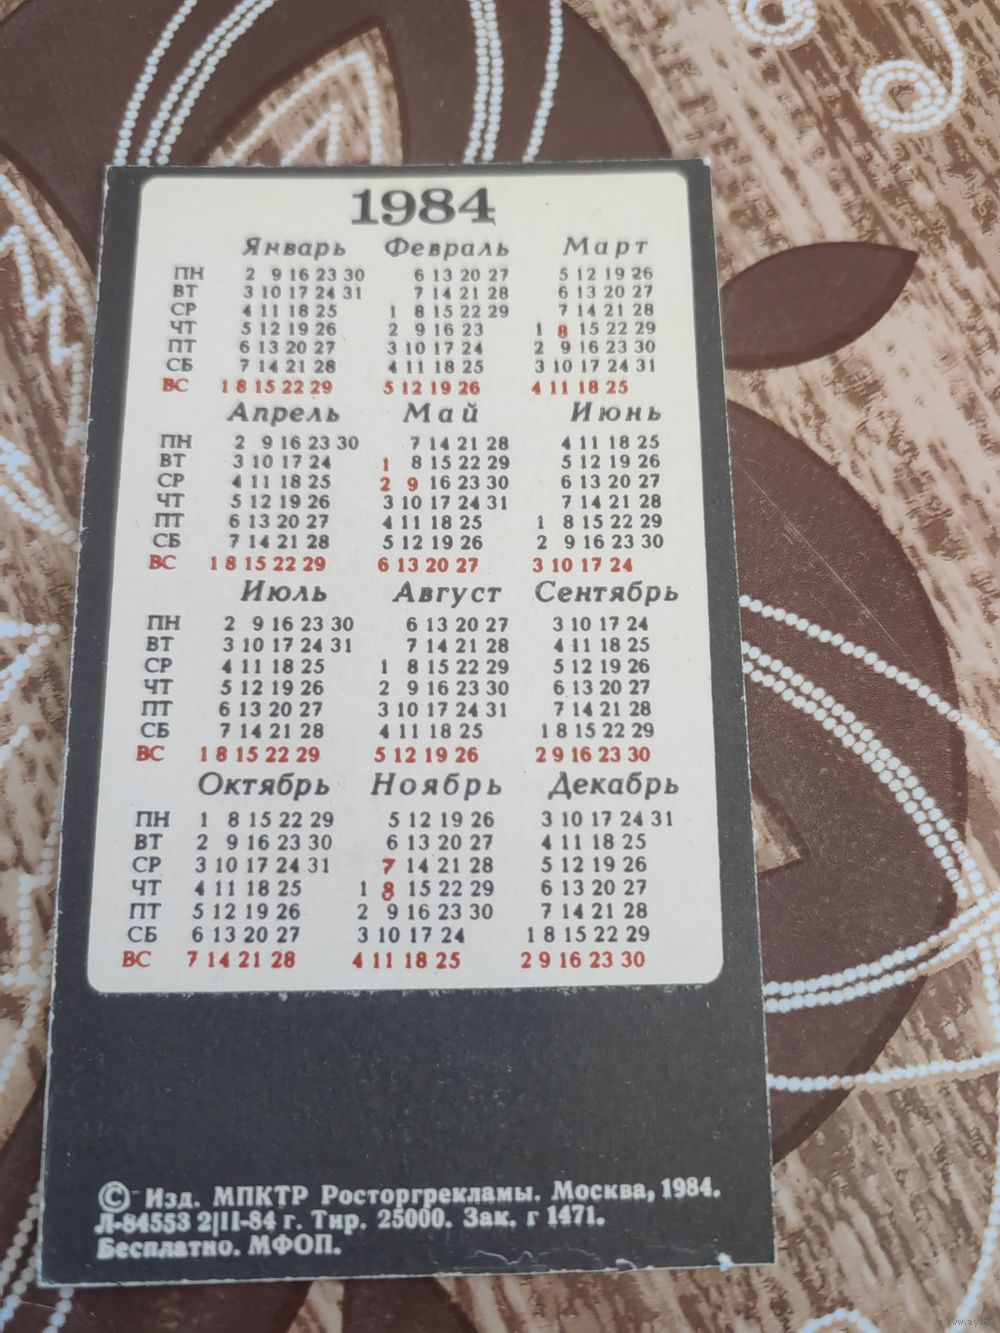 1984
Январь Февраль Март
ПН 2 9 16 23 30 6 13 20 27 5 12 19 26
ВТ 3 10 17 24 31 7 14 21 28 6 13 20 27
СР 4 11 18 25 1 8 15 22 29 7 14 21 28
ЧТ 5 12 19 26 2 9 16 23 1 8 15 22 29
ПТ 6 13 20 27 3 10 17 24 2 9 16 23 30
СБ 7 14 21 28 4 11 18 25 3 10 17 24 31
ВС 1 8 15 22 29 5 12 19 26 4 11 18 25
Апрель Май Июнь
ПН 2 9 16 23 30 7 14 21 28 4 11 18 25
ВТ 3 10 17 24 1 8 15 22 29 5 12 19 26
СР 4 11 18 25 2 9 16 23 30 6 13 20 27
ЧТ 5 12 19 26 3 10 17 24 31 7 14 21 28
ПТ 6 13 20 27 4 11 18 25 1 8 15 22 29
СБ 7 14 21 28 5 12 19 26 2 9 16 23 30
ВС 1 8 15 22 29 6 13 20 27 3 10 17 24
Июль Август Сентябрь
ПН 2 9 16 23 30 6 13 20 27 3 10 17 24
ВТ 3 10 17 24 31 7 14 21 28 4 11 18 25
СР 4 11 18 25 1 8 15 22 29 5 12 19 26
ЧТ 5 12 19 26 2 9 16 23 30 6 13 20 27
ПТ 6 13 20 27 3 10 17 24 31 7 14 21 28
СБ 7 14 21 28 4 11 18 25 1 8 15 22 29
ВС 1 8 15 22 29 5 12 19 26 2 9 16 23 30
Октябрь Ноябрь Декабрь
ПН 1 8 15 22 29 5 12 19 26 3 10 17 24 31
ВТ 2 9 16 23 30 6 13 20 27 4 11 18 25
СР 3 10 17 24 31 7 14 21 28 5 12 19 26
ЧТ 4 11 18 25 1 8 15 22 29 6 13 20 27
ПТ 5 12 19 26 2 9 16 23 30 7 14 21 28
СБ 6 13 20 27 3 10 17 24 1 8 15 22 29
ВС 7 14 21 28 4 11 18 25 2 9 16 23 30
© Изд. МПКТР Росторгрекламы. Москва, 1984.
Л-84553 2|II-84 г. Тир. 25000. Зак. г 1471.
Бесплатно. МФОП.